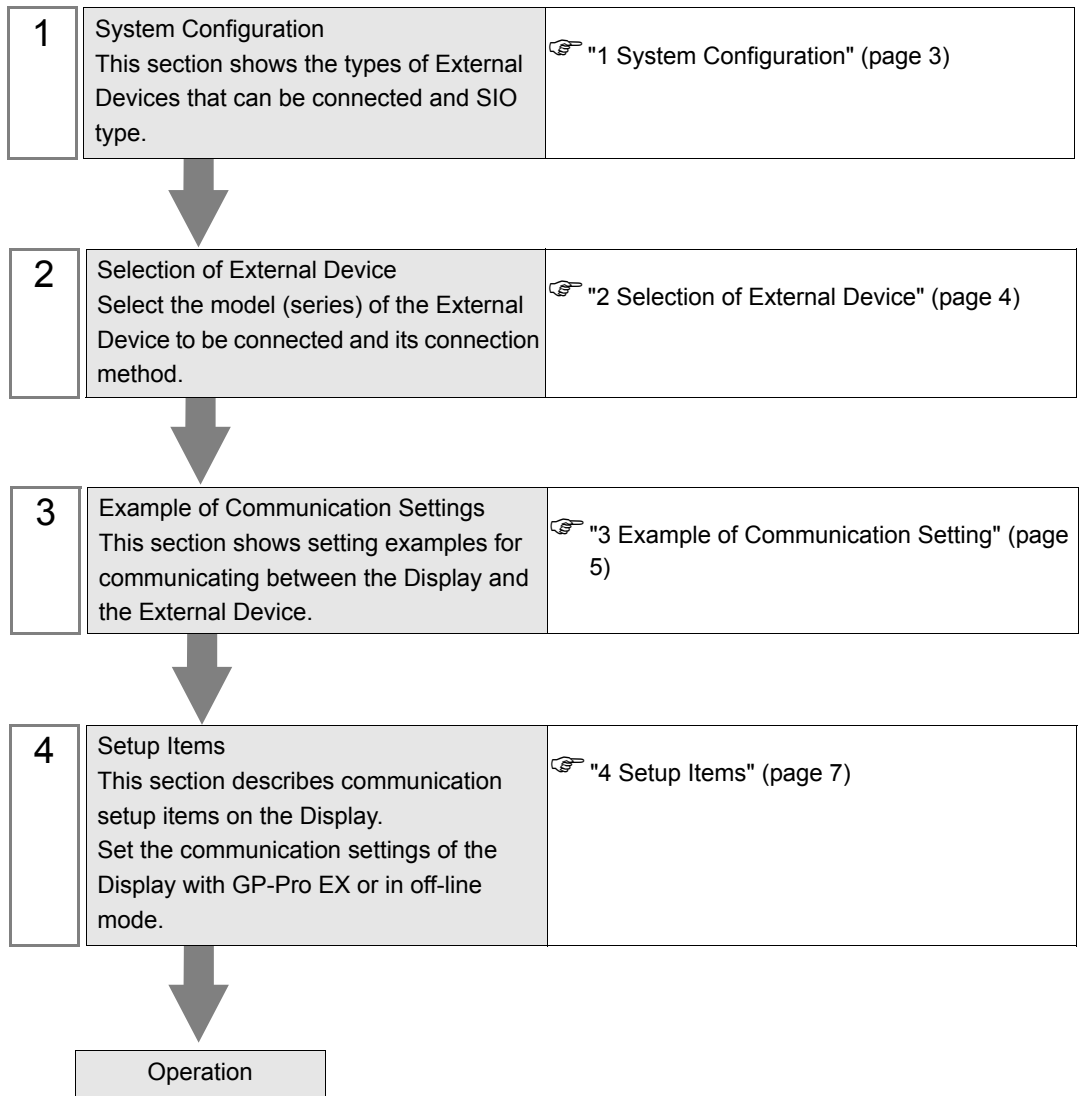 1
System Configuration
This section shows the types of External
Devices that can be connected and SIO
type.
"1 System Configuration" (page 3)
2
Selection of External Device
Select the model (series) of the External
Device to be connected and its connection
method.
"2 Selection of External Device" (page 4)
3
Example of Communication Settings
This section shows setting examples for
communicating between the Display and
the External Device.
"3 Example of Communication Setting" (page
5)
4
Setup Items
This section describes communication
setup items on the Display.
Set the communication settings of the
Display with GP-Pro EX or in off-line
mode.
"4 Setup Items" (page 7)
Operation